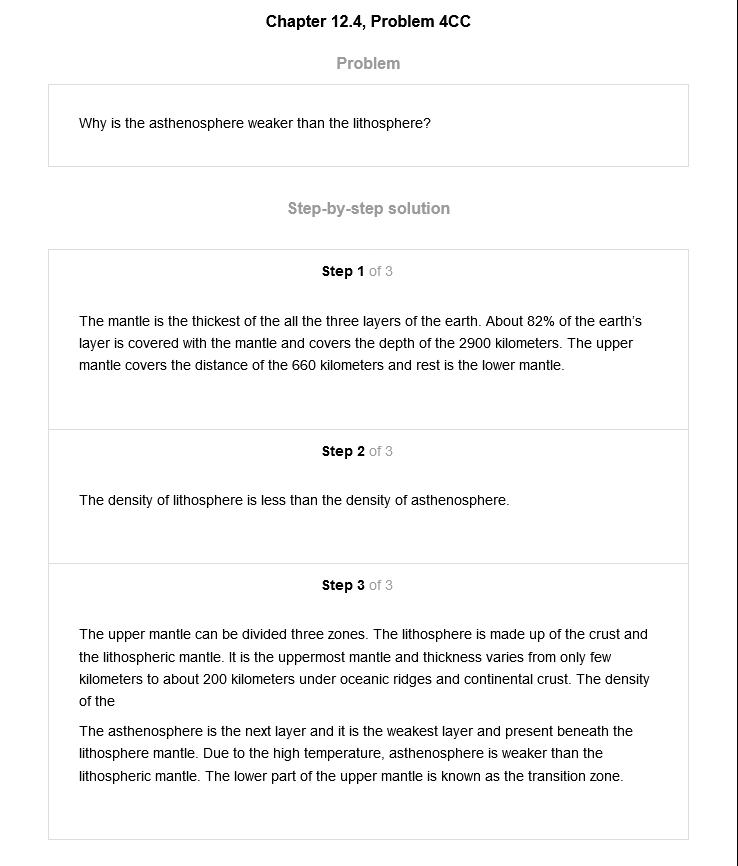 Chapter 12.4, Problem 4CC
Problem
Why is the asthenosphere weaker than the lithosphere?
Step-by-step solution
Step 1 of 3
The mantle is the thickest of the all the three layers of the earth. About 82% of the earth's
layer is covered with the mantle and covers the depth of the 2900 kilometers. The upper
mantle covers the distance of the 660 kilometers and rest is the lower mantle.
Step 2 of 3
The density of lithosphere is less than the density of asthenosphere.
Step 3 of 3
The upper mantle can be divided three zones. The lithosphere is made up of the crust and
the lithospheric mantle. It is the uppermost mantle and thickness varies from only few
kilometers to about 200 kilometers under oceanic ridges and continental crust. The density
of the
The asthenosphere is the next layer and it is the weakest layer and present beneath the
lithosphere mantle. Due to the high temperature, asthenosphere is weaker than the
lithospheric mantle. The lower part of the upper mantle is known as the transition zone.